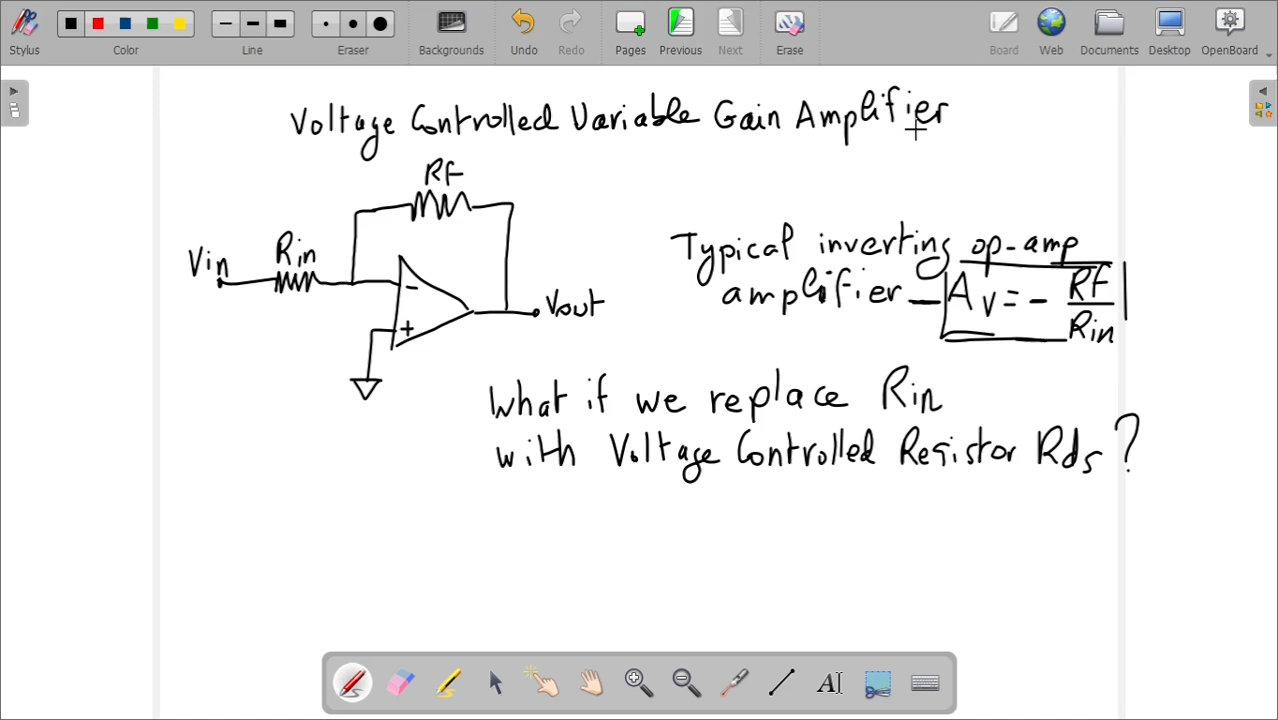 Stylus
Color
Line
Eraser
Backgrounds
Undo
Redo
Pages
Previous
Next
Erase
Board
Web
Documents
Desktop
OpenBoard
Voltage Controlled Variable Gain Amplifier
RF
Vin
Rin
-
+
Vout
Typical inverting op-amp
amplifier - Av = - RF/Rin
What if we replace Rin
with Voltage Controlled Resistor Rds?
AI